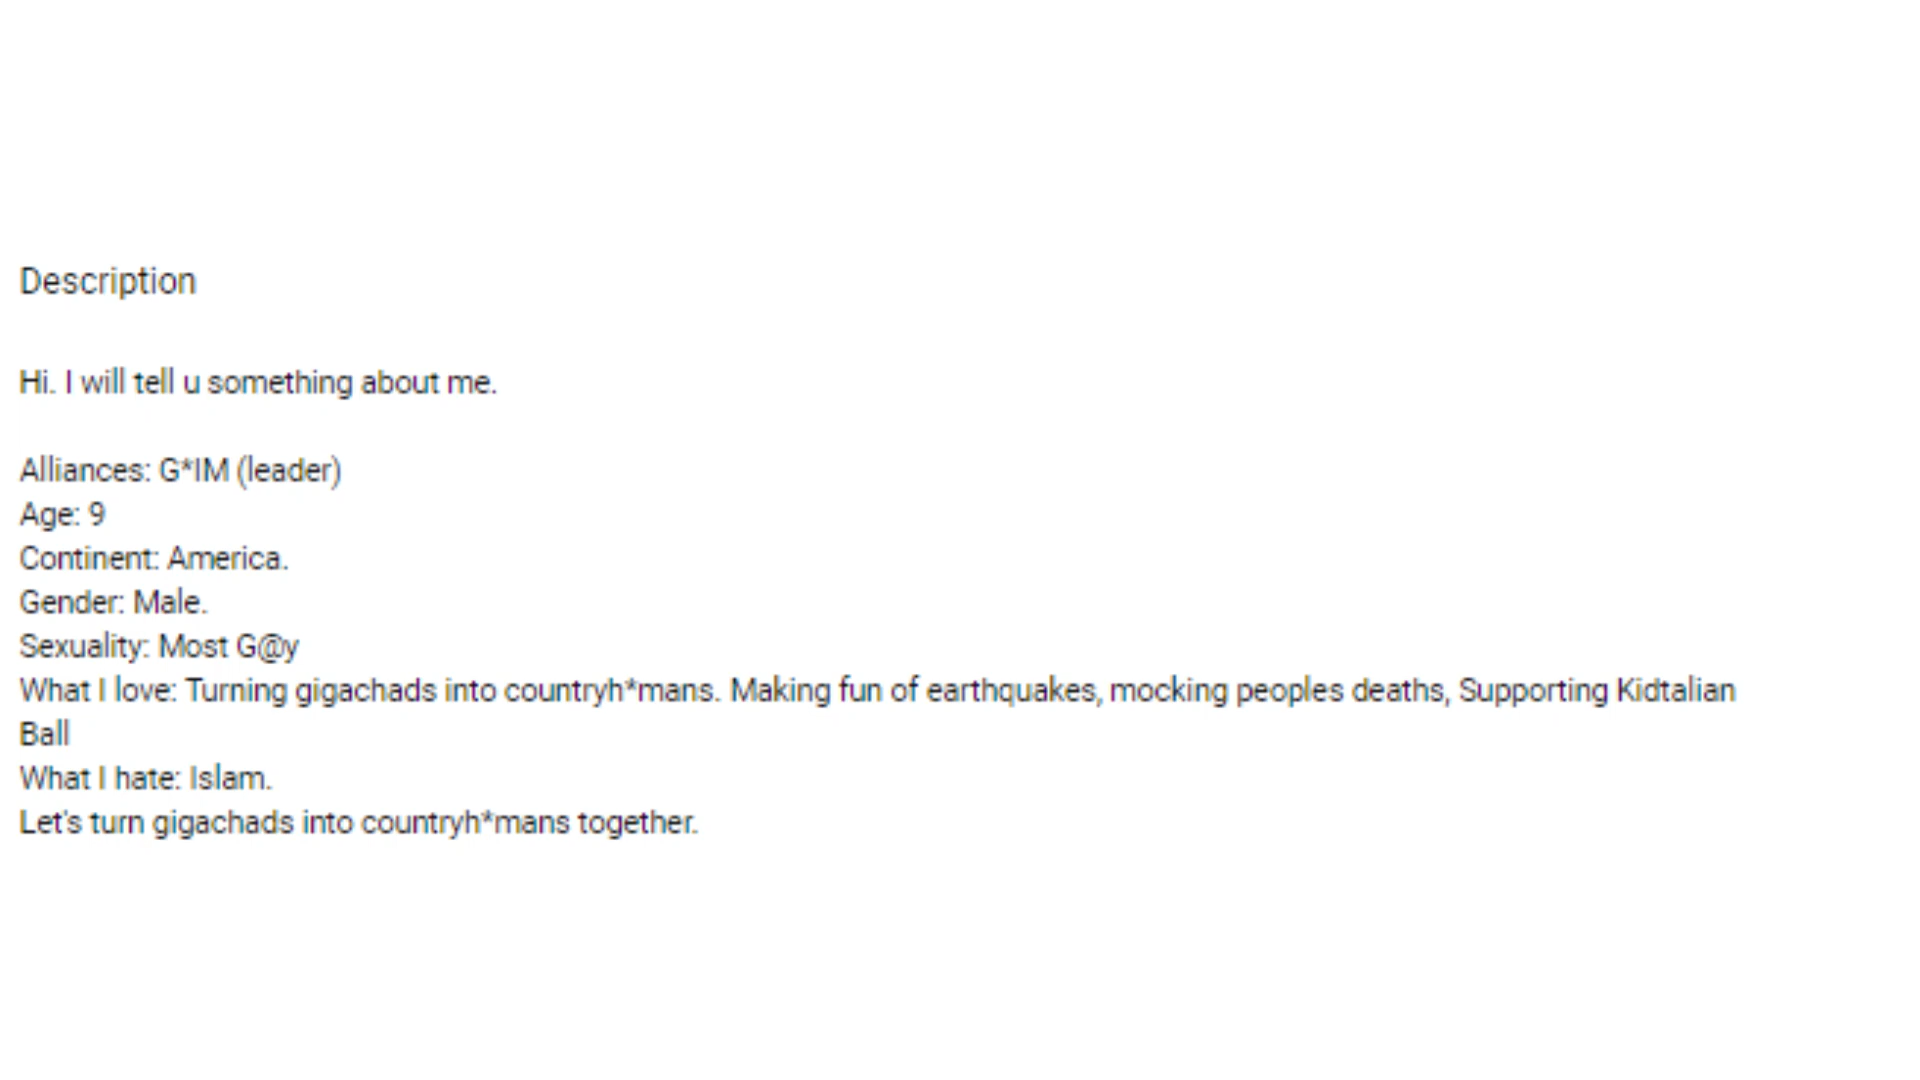 Description
Hi. I will tell u something about me.
Alliances: G*IM (leader)
Age: 9
Continent: America.
Gender: Male.
Sexuality: Most G@y
What I love: Turning gigachads into countryh*mans. Making fun of earthquakes, mocking peoples deaths, Supporting Kidtalian
Ball
What I hate: Islam.
Let's turn gigachads into countryh*mans together.